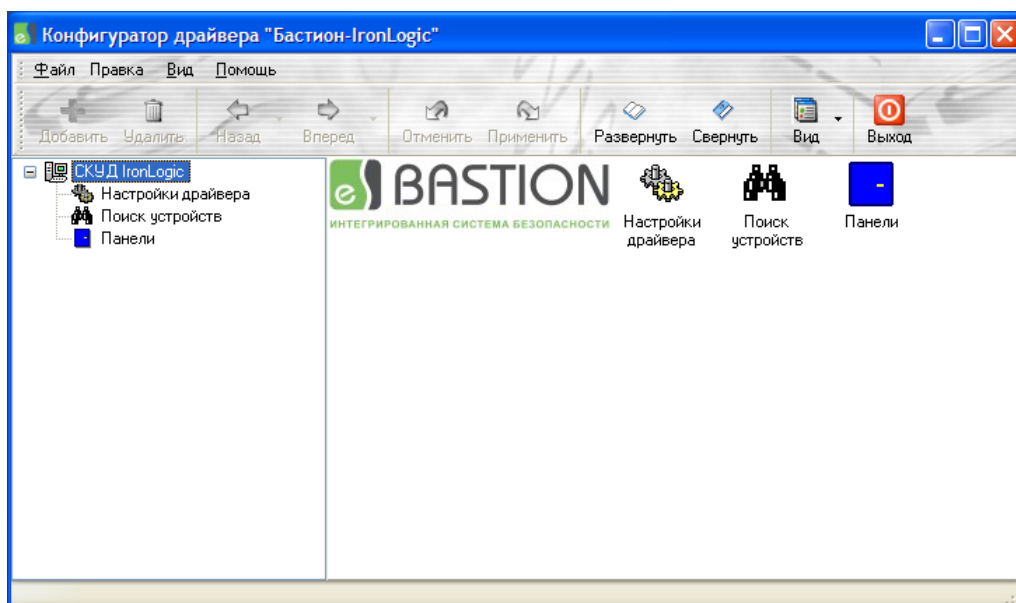 Конфигуратор драйвера "Бастион-IronLogic"
Файл Правка Вид Помощь
Добавить Удалить Назад Вперед Отменить Применить Развернуть Свернуть Вид Выход
СКУД IronLogic
Настройки драйвера
Поиск устройств
Панели
eS BASTION
ИНТЕГРИРОВАННАЯ СИСТЕМА БЕЗОПАСНОСТИ
Настройки драйвера
Поиск устройств
Панели